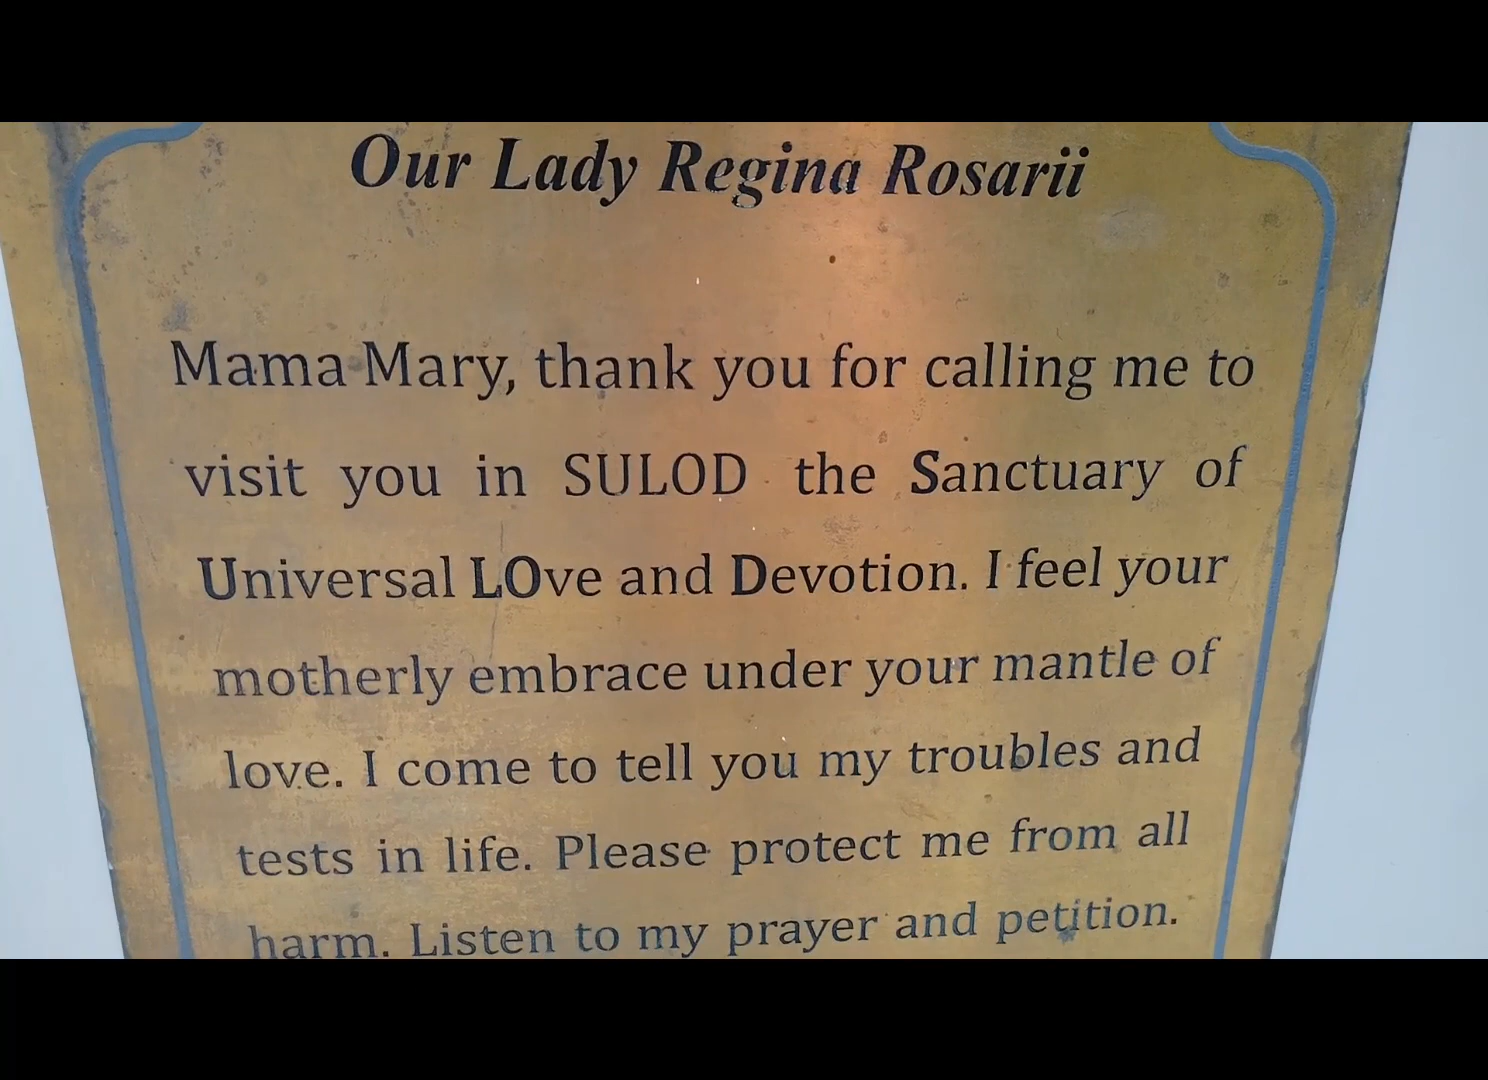 Our Lady Regina Rosarii
Mama Mary, thank you for calling me to
visit you in SULOD the Sanctuary of
Universal LOve and Devotion. I feel your
motherly embrace under your mantle of
love. I come to tell you my troubles and
tests in life. Please protect me from all
harm. Listen to my prayer and petition.